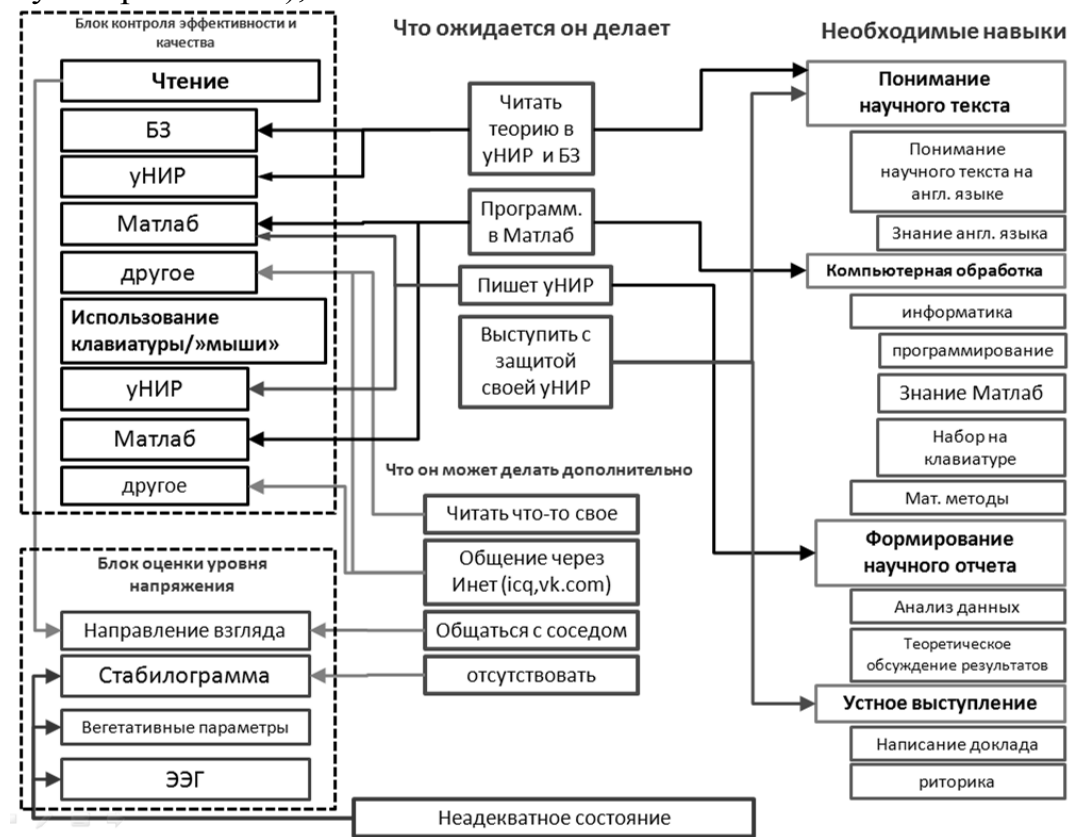 Блок контроля эффективности и
качества
Чтение
БЗ
уНИР
Матлаб
другое
Использование
клавиатуры/»мыши»
уНИР
Матлаб
другое
Блок оценки уровня
напряжения
Направление взгляда
Стабилограмма
Вегетативные параметры
ЭЭГ
Что ожидается он делает
Читать
теорию в
уНИР и БЗ
Программ.
в Матлаб
Пишет уНИР
Выступить с
защитой
своей уНИР
Что он может делать дополнительно
Читать что-то свое
Общение через
Инет (icq,vk.com)
Общаться с соседом
отсутствовать
Неадекватное состояние
Необходимые навыки
Понимание
научного текста
Понимание
научного текста на
англ. языке
Знание англ. языка
Компьютерная обработка
информатика
программирование
Знание Матлаб
Набор на
клавиатуре
Мат. методы
Формирование
научного отчета
Анализ данных
Теоретическое
обсуждение результатов
Устное выступление
Написание доклада
риторика